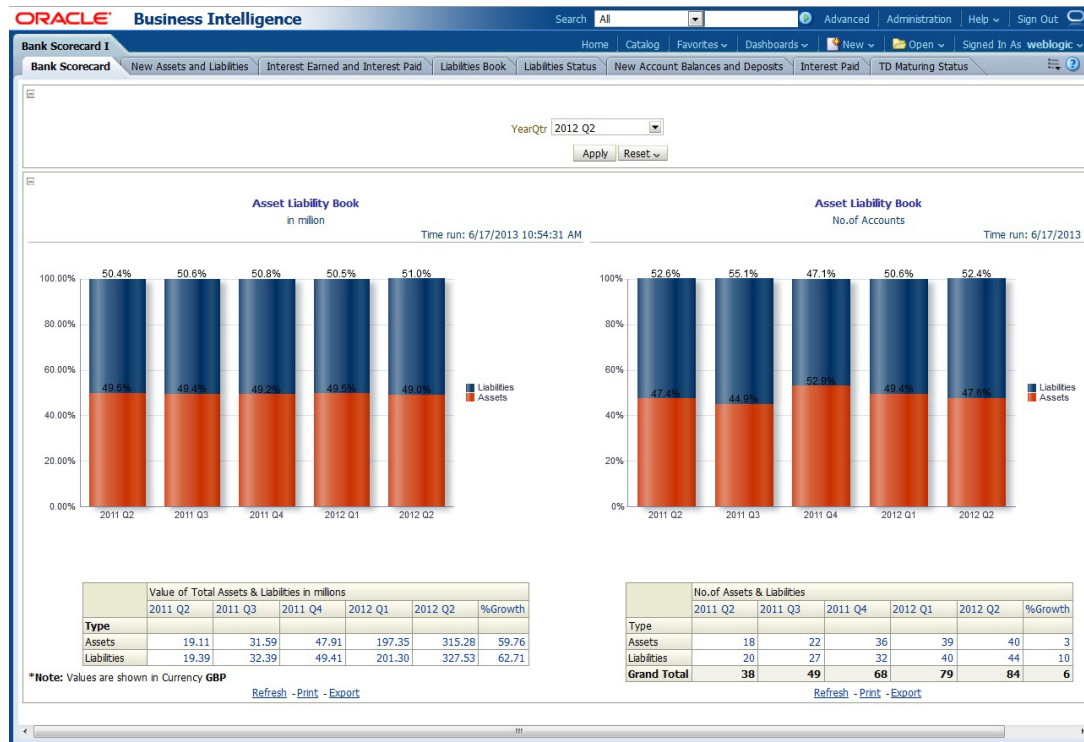 ORACLE Business Intelligence Search All Advanced Administration Help Sign Out
Bank Scorecard I Home Catalog Favorites Dashboards New Open Signed In As weblogic
Bank Scorecard New Assets and Liabilities Interest Earned and Interest Paid Liabilities Book Liabilities Status New Account Balances and Deposits Interest Paid TD Maturing Status
YearQtr 2012 Q2
Apply Reset
Asset Liability Book
in million
Time run: 6/17/2013 10:54:31 AM
100.00%
80.00%
60.00%
40.00%
20.00%
0.00%
50.4% 50.6% 50.8% 50.5% 51.0%
49.6% 49.4% 49.2% 49.5% 49.0%
2011 Q2 2011 Q3 2011 Q4 2012 Q1 2012 Q2
Liabilities
Assets
Value of Total Assets & Liabilities in millions
2011 Q2 2011 Q3 2011 Q4 2012 Q1 2012 Q2 %Growth
Type
Assets 19.11 31.59 47.91 197.35 315.28 59.76
Liabilities 19.39 32.39 49.41 201.30 327.53 62.71
*Note: Values are shown in Currency GBP
Refresh - Print - Export
Asset Liability Book
No.of Accounts
Time run: 6/17/2013
100%
80%
60%
40%
20%
0%
52.6% 55.1% 47.1% 50.6% 52.4%
47.4% 44.9% 52.9% 49.4% 47.6%
2011 Q2 2011 Q3 2011 Q4 2012 Q1 2012 Q2
Liabilities
Assets
No.of Assets & Liabilities
2011 Q2 2011 Q3 2011 Q4 2012 Q1 2012 Q2 %Growth
Type
Assets 18 22 36 39 40 3
Liabilities 20 27 32 40 44 10
Grand Total 38 49 68 79 84 6
Refresh - Print - Export